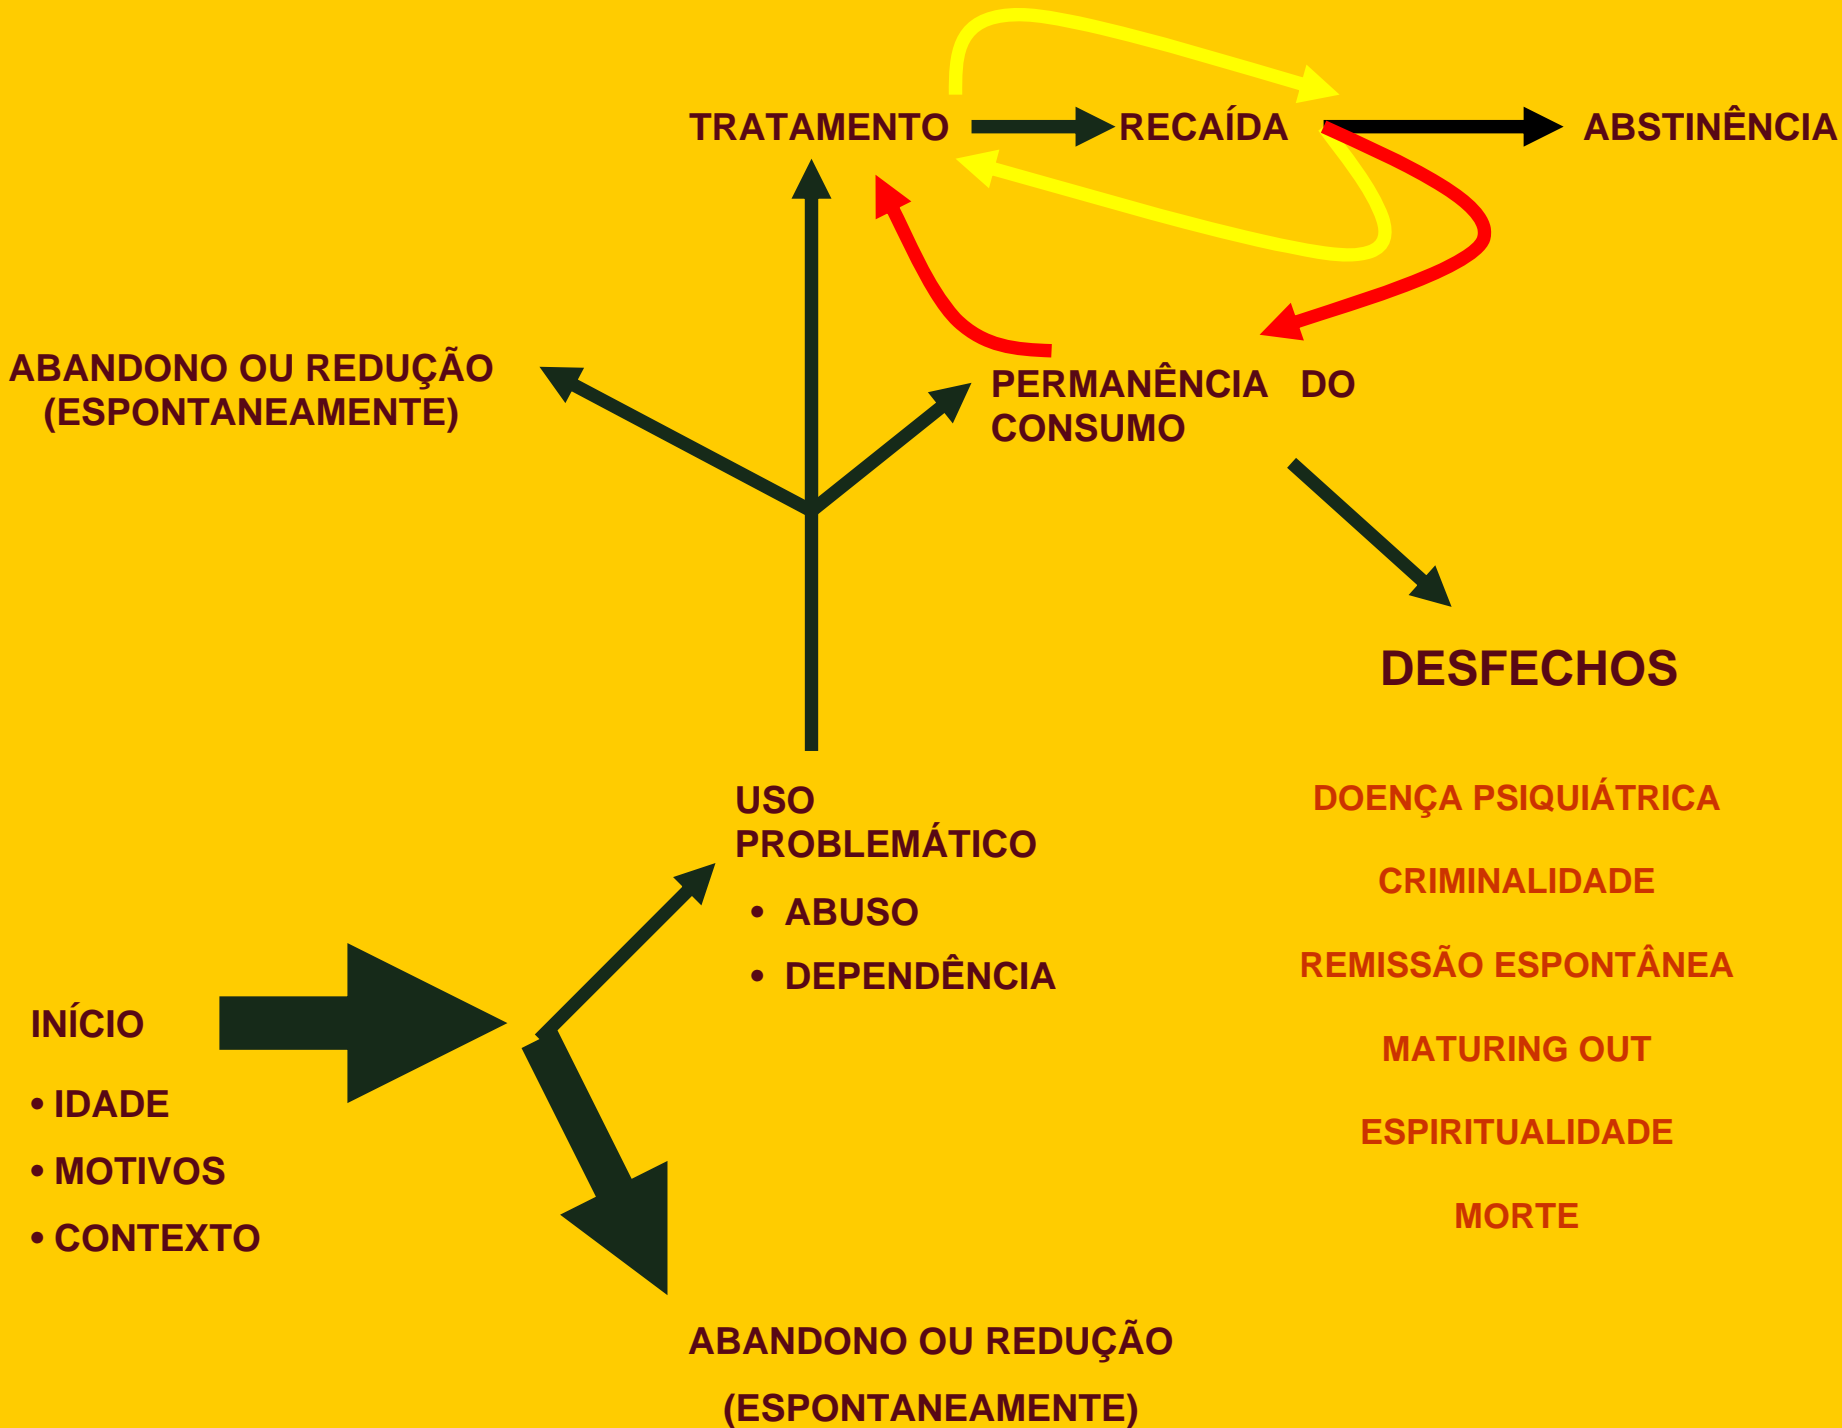 TRATAMENTO
RECAÍDA
ABSTINÊNCIA
ABANDONO OU REDUÇÃO
(ESPONTANEAMENTE)
PERMANÊNCIA DO
CONSUMO
DESFECHOS
DOENÇA PSIQUIÁTRICA
CRIMINALIDADE
REMISSÃO ESPONTÂNEA
MATURING OUT
ESPIRITUALIDADE
MORTE
USO
PROBLEMÁTICO
• ABUSO
• DEPENDÊNCIA
INÍCIO
• IDADE
• MOTIVOS
• CONTEXTO
ABANDONO OU REDUÇÃO
(ESPONTANEAMENTE)